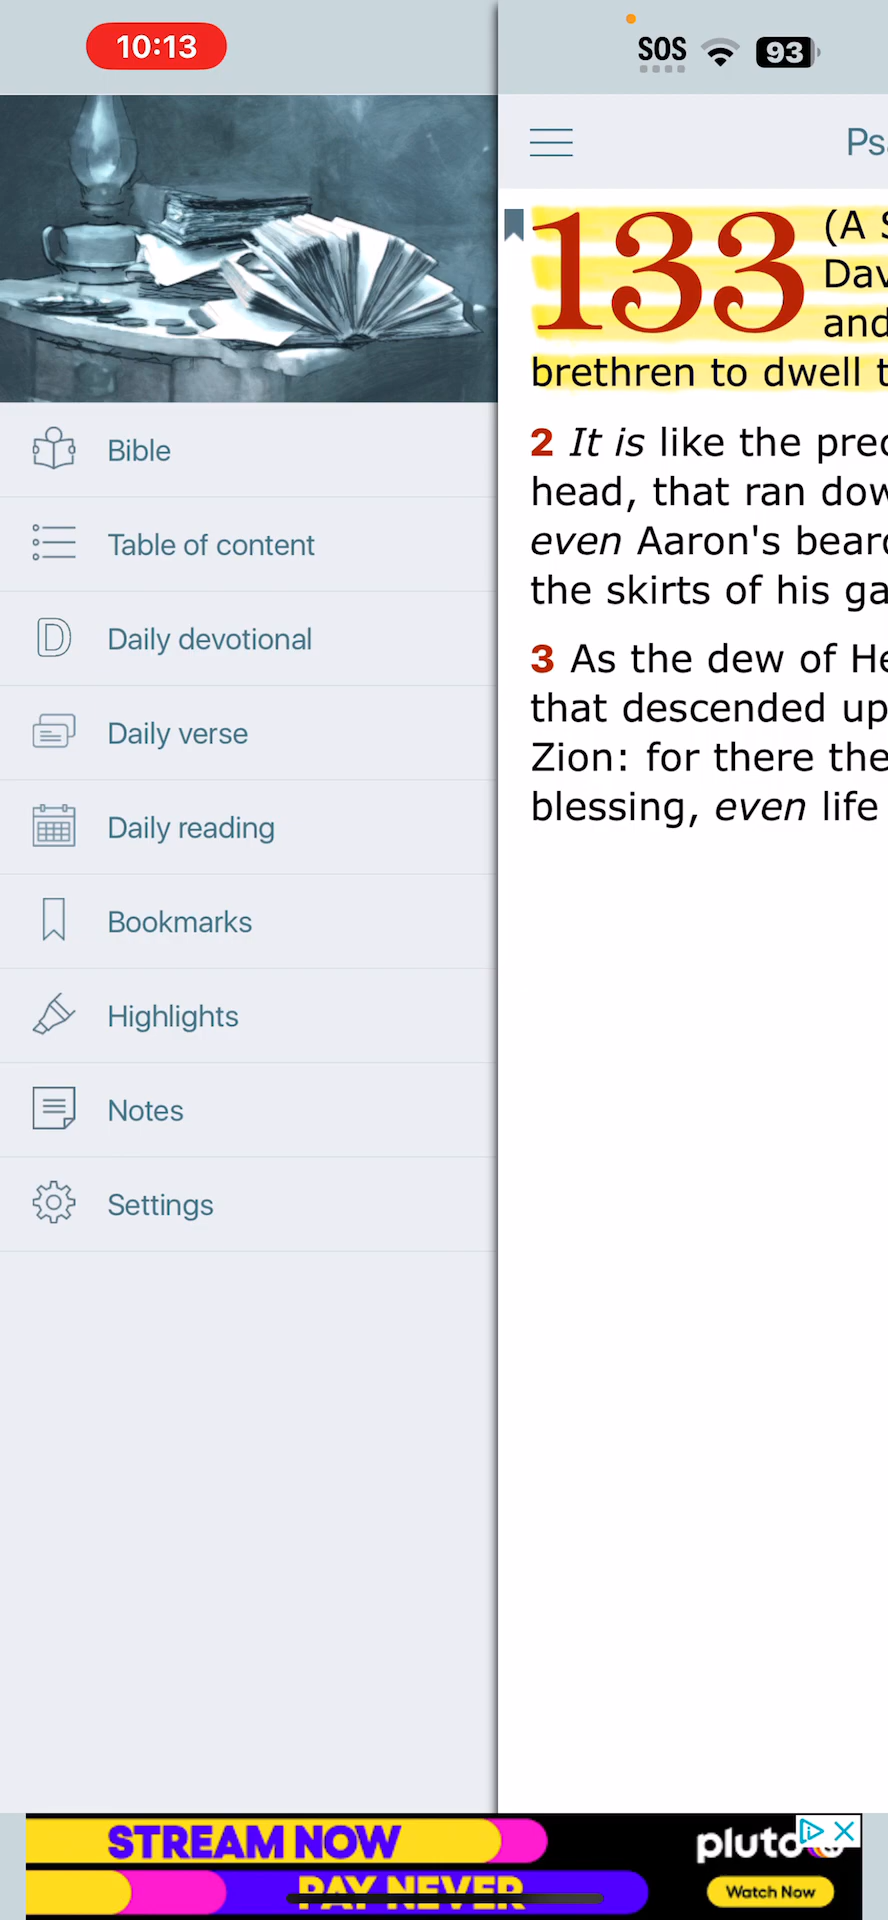 10:13
SOS
93
Bible
Table of content
Daily devotional
Daily verse
Daily reading
Bookmarks
Highlights
Notes
Settings
133 (A
Dav
and
brethren to dwell t
2 It is like the prec
head, that ran dow
even Aaron's beard
the skirts of his ga
3 As the dew of He
that descended up
Zion: for there the
blessing, even life
STREAM NOW
PAY NEVER
pluto
Watch Now